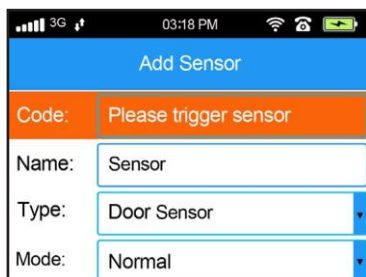 3G 03:18 PM
Add Sensor
Code: Please trigger sensor
Name: Sensor
Type: Door Sensor
Mode: Normal